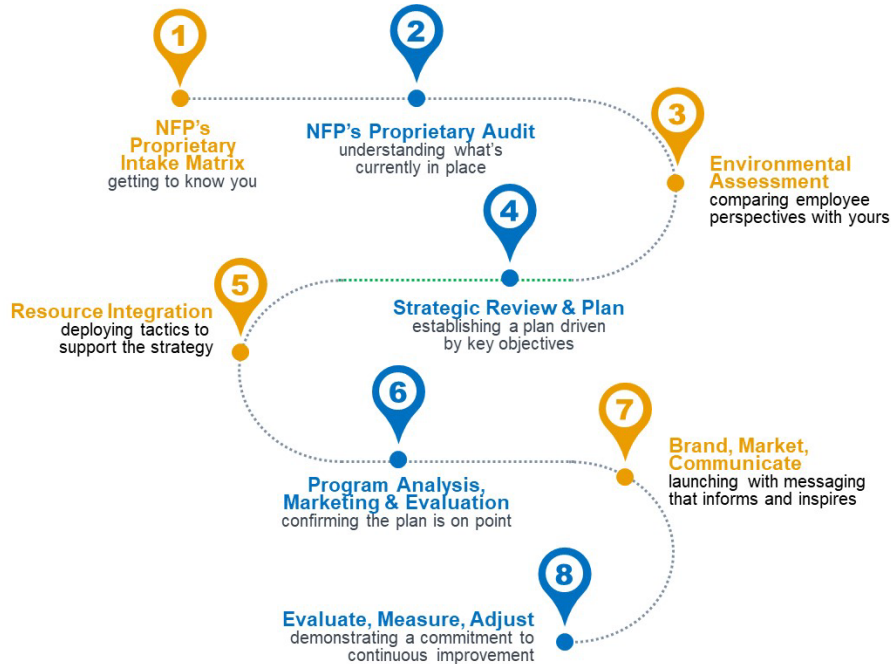 1
NFP's
Proprietary
Intake Matrix
getting to know you
2
NFP's Proprietary Audit
understanding what's
currently in place
3
Environmental
Assessment
comparing employee
perspectives with yours
4
Strategic Review & Plan
establishing a plan driven
by key objectives
5
Resource Integration
deploying tactics to
support the strategy
6
Program Analysis,
Marketing & Evaluation
confirming the plan is on point
7
Brand, Market,
Communicate
launching with messaging
that informs and inspires
8
Evaluate, Measure, Adjust
demonstrating a commitment to
continuous improvement